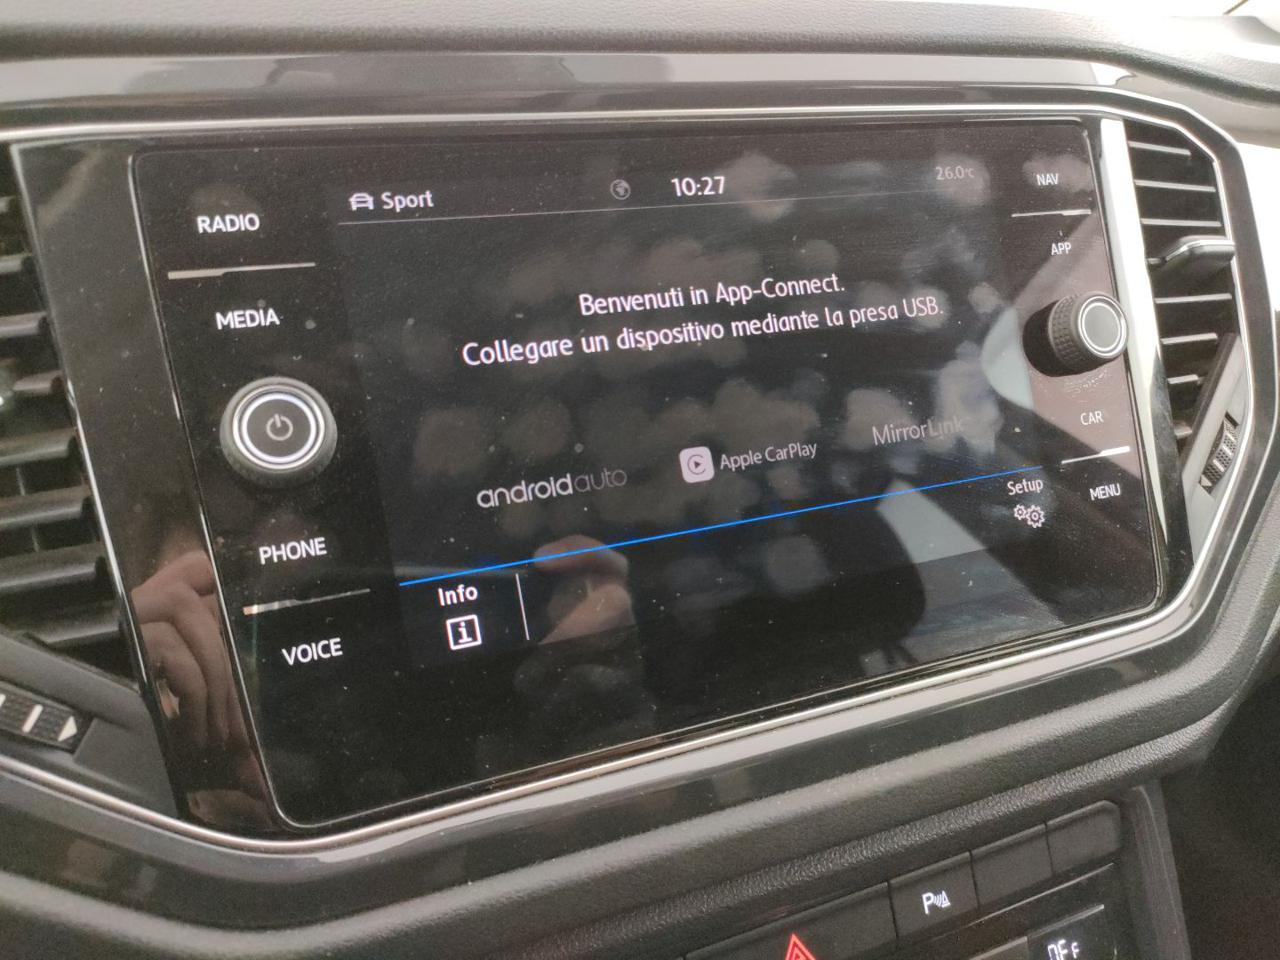 Sport
10:27
26.0°C
RADIO
MEDIA
PHONE
VOICE
NAV
APP
CAR
MENU
Benvenuti in App-Connect.
Collegare un dispositivo mediante la presa USB.
androidauto
Apple CarPlay
MirrorLink
Setup
Info
i
P
OFF